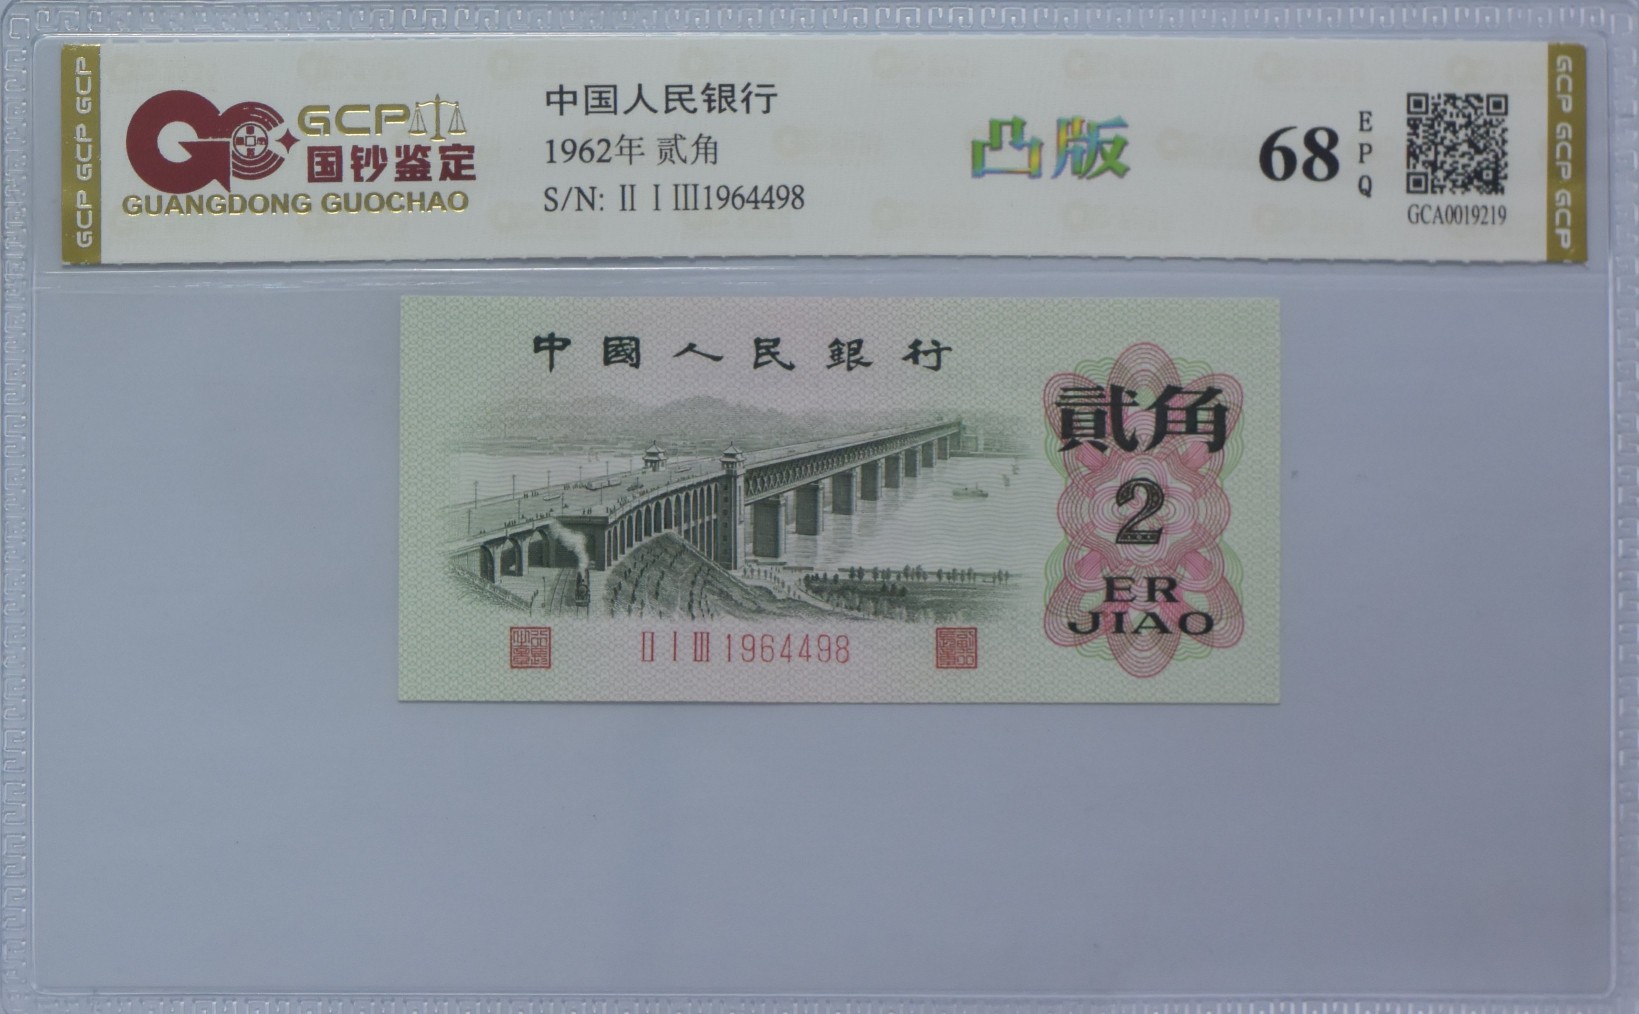 GCP GCP GCP
GCP
国钞鉴定
GUANGDONG GUOCHAO
中国人民银行
1962年 贰角
S/N: Ⅱ Ⅰ Ⅲ1964498
凸版
68
EPQ
GCA0019219
GCP GCP GCP
中國人民銀行
貳角
2
ER
JIAO
Ⅱ Ⅰ Ⅲ 1964498